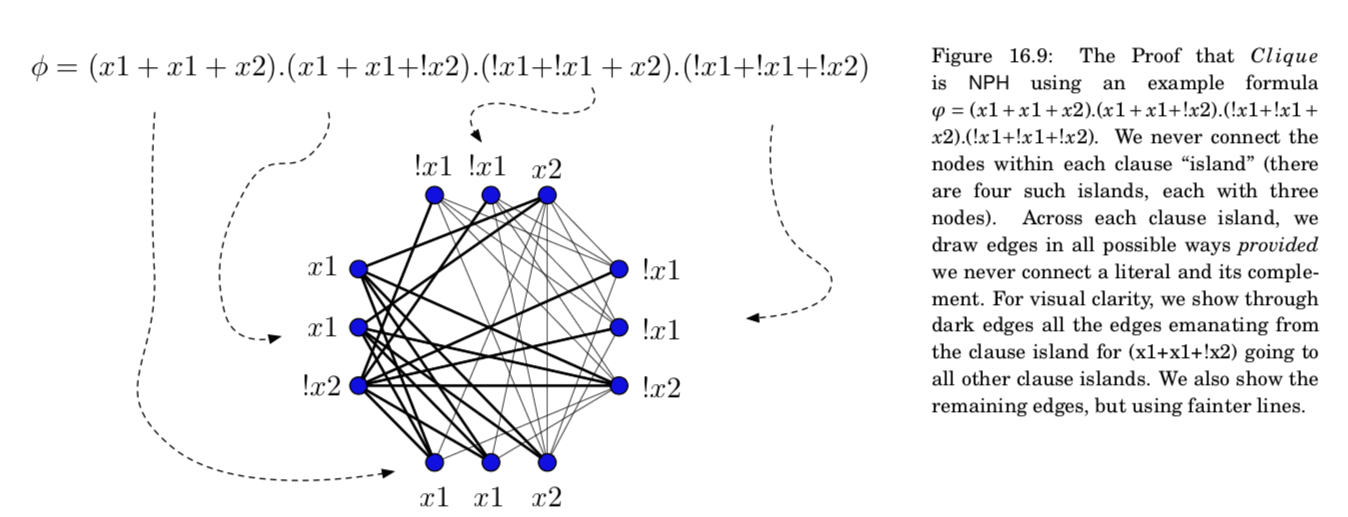 ϕ = (x1 + x1 + x2).(x1 + x1+!x2).(!x1+!x1 + x2).(!x1+!x1+!x2)
!x1 !x1 x2
x1
x1
!x2
!x1
!x1
!x2
x1 x1 x2
Figure 16.9: The Proof that Clique
is NPH using an example formula
φ = (x1 + x1 + x2).(x1 + x1+!x2).(!x1+!x1 +
x2).(!x1+!x1+!x2). We never connect the
nodes within each clause “island” (there
are four such islands, each with three
nodes). Across each clause island, we
draw edges in all possible ways provided
we never connect a literal and its comple-
ment. For visual clarity, we show through
dark edges all the edges emanating from
the clause island for (x1+x1+!x2) going to
all other clause islands. We also show the
remaining edges, but using fainter lines.